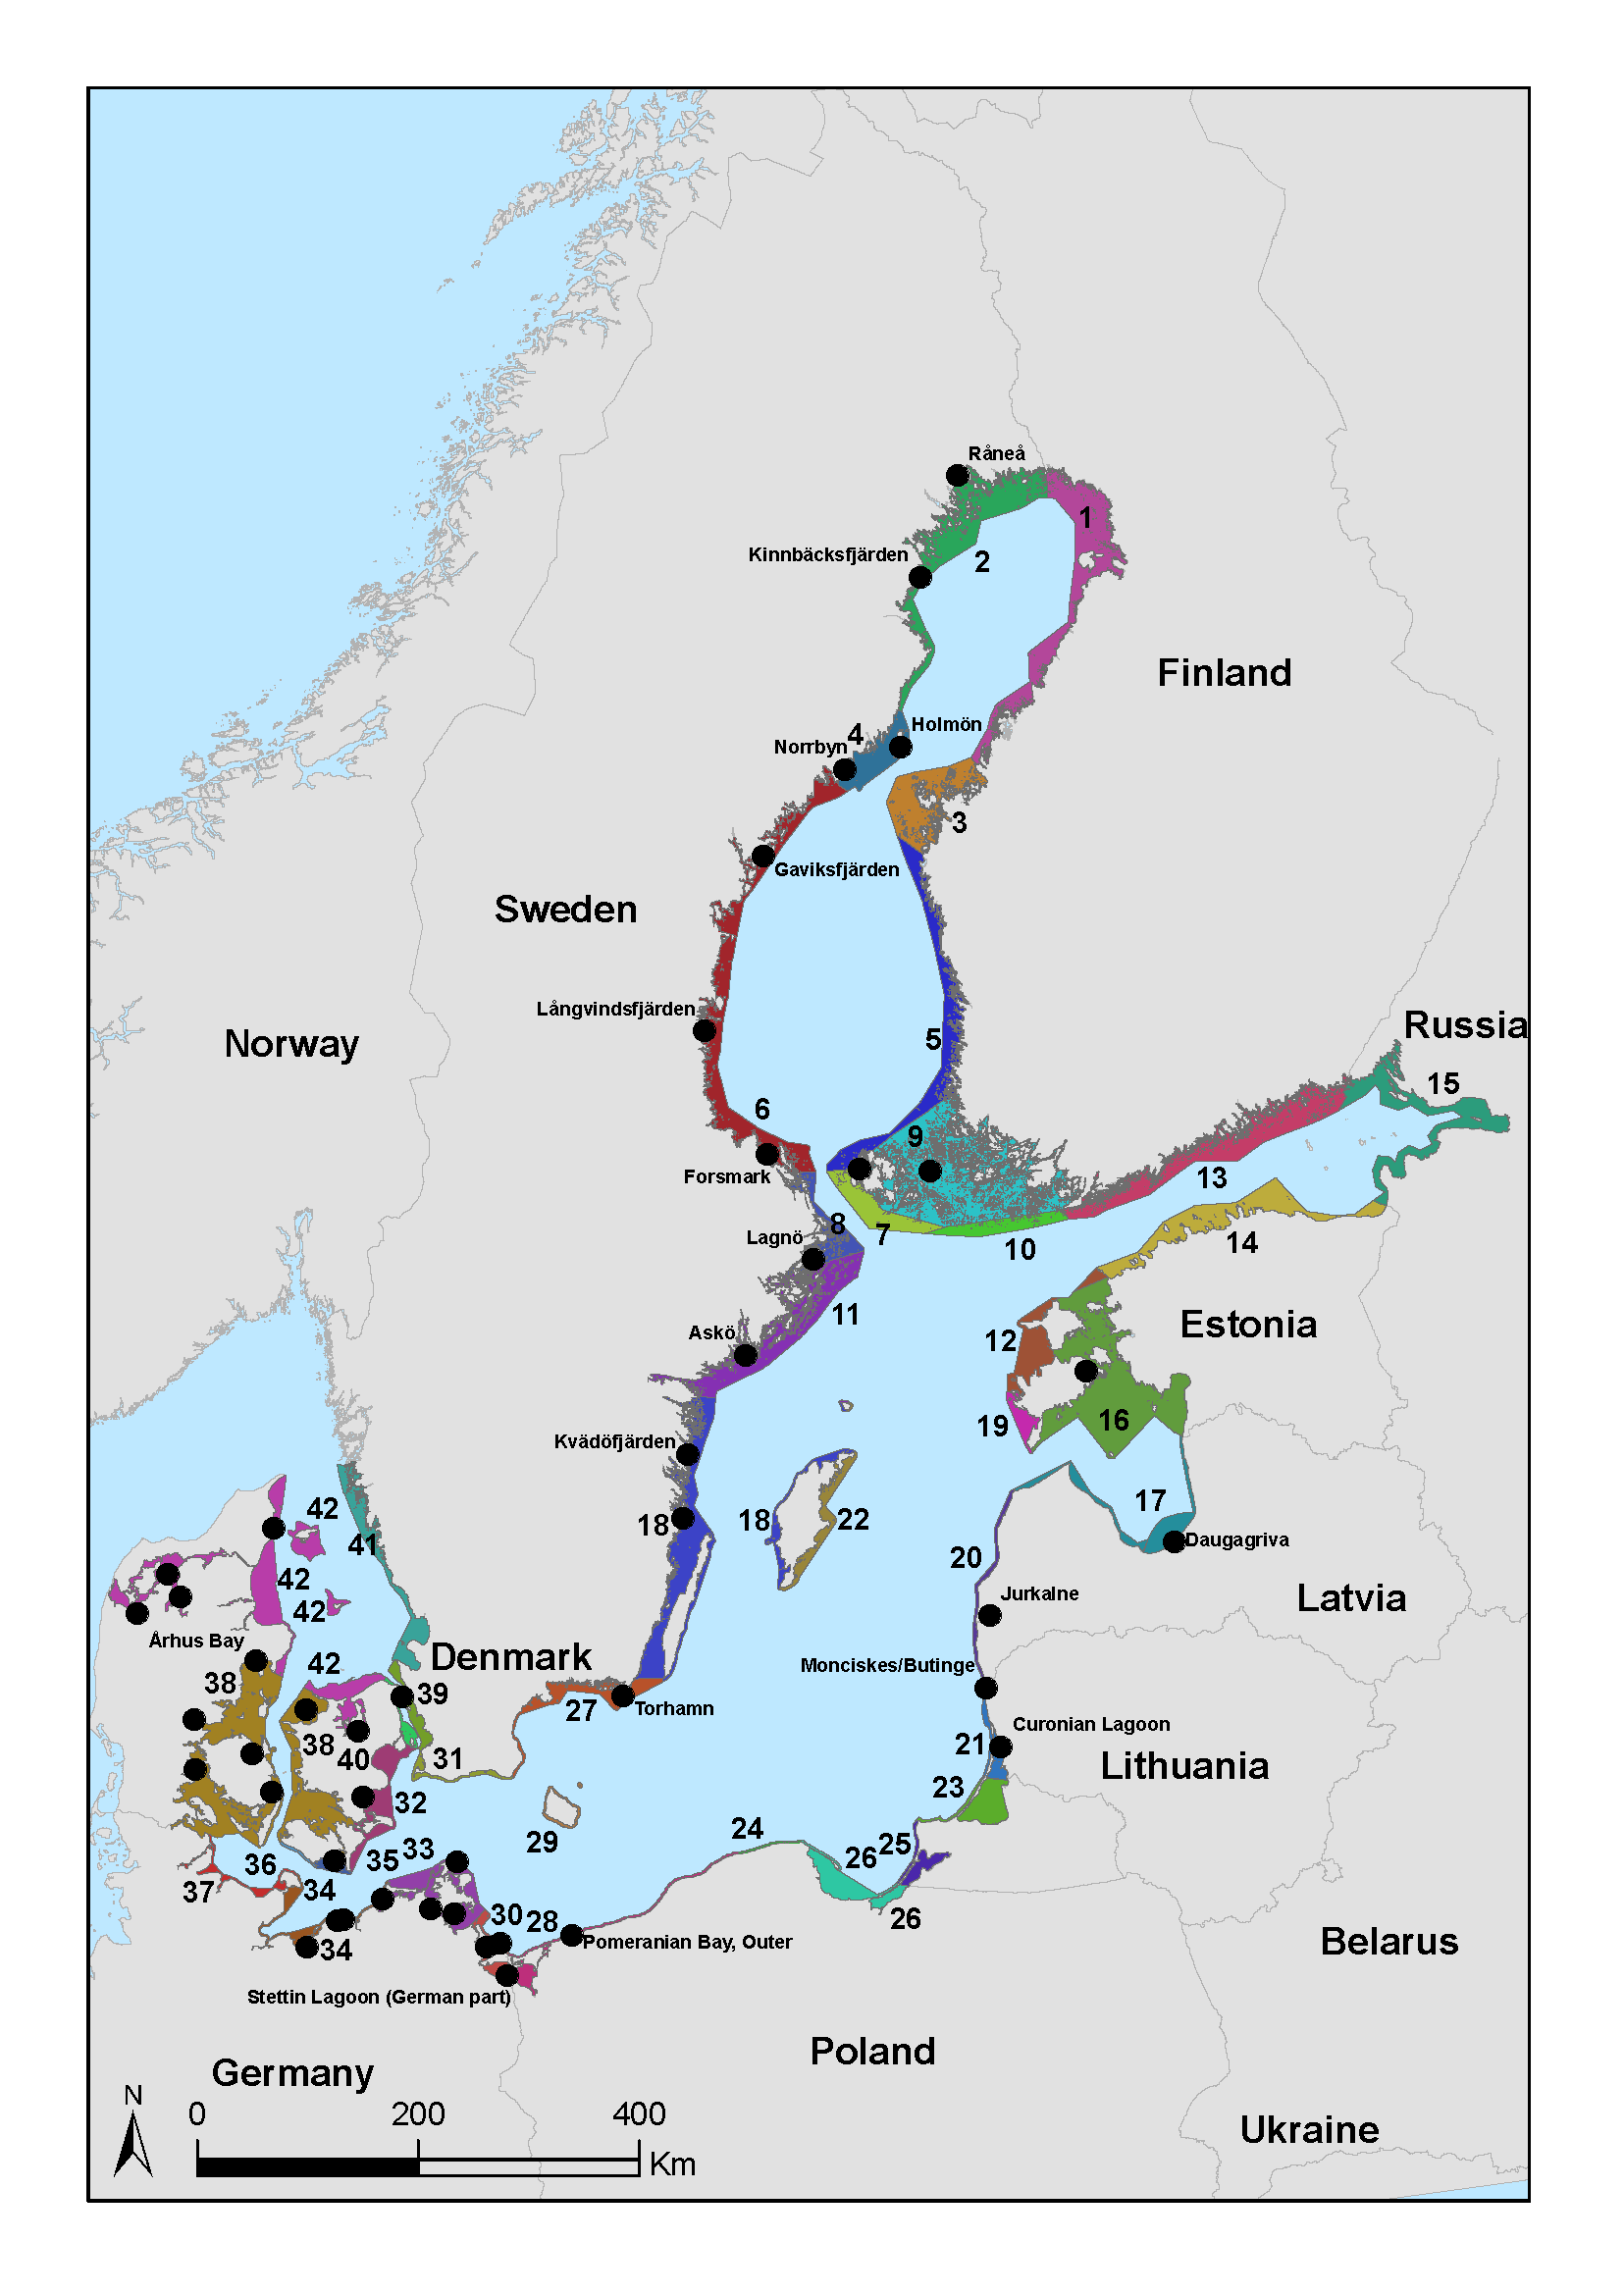 Råneå
1
Kinnbäcksfjärden
2
Finland
Holmön
4
Norrbyn
3
Gaviksfjärden
Sweden
Långvindsfjärden
Russia
Norway
5
15
6
9
Forsmark
13
8
7
Lagnö
10
14
11
Estonia
Askö
12
16
19
Kvädöfjärden
17
42
18
18
22
41
Daugagriva
20
42
Jurkalne
Latvia
42
Århus Bay
Denmark
42
Monciskes/Butinge
38
39
27
Torhamn
Curonian Lagoon
38
40
31
21
Lithuania
23
32
24
29
33
25
26
35
36
34
37
26
30
28
Pomeranian Bay, Outer
Belarus
34
Stettin Lagoon (German part)
Poland
Germany
N
0
200
400
Km
Ukraine